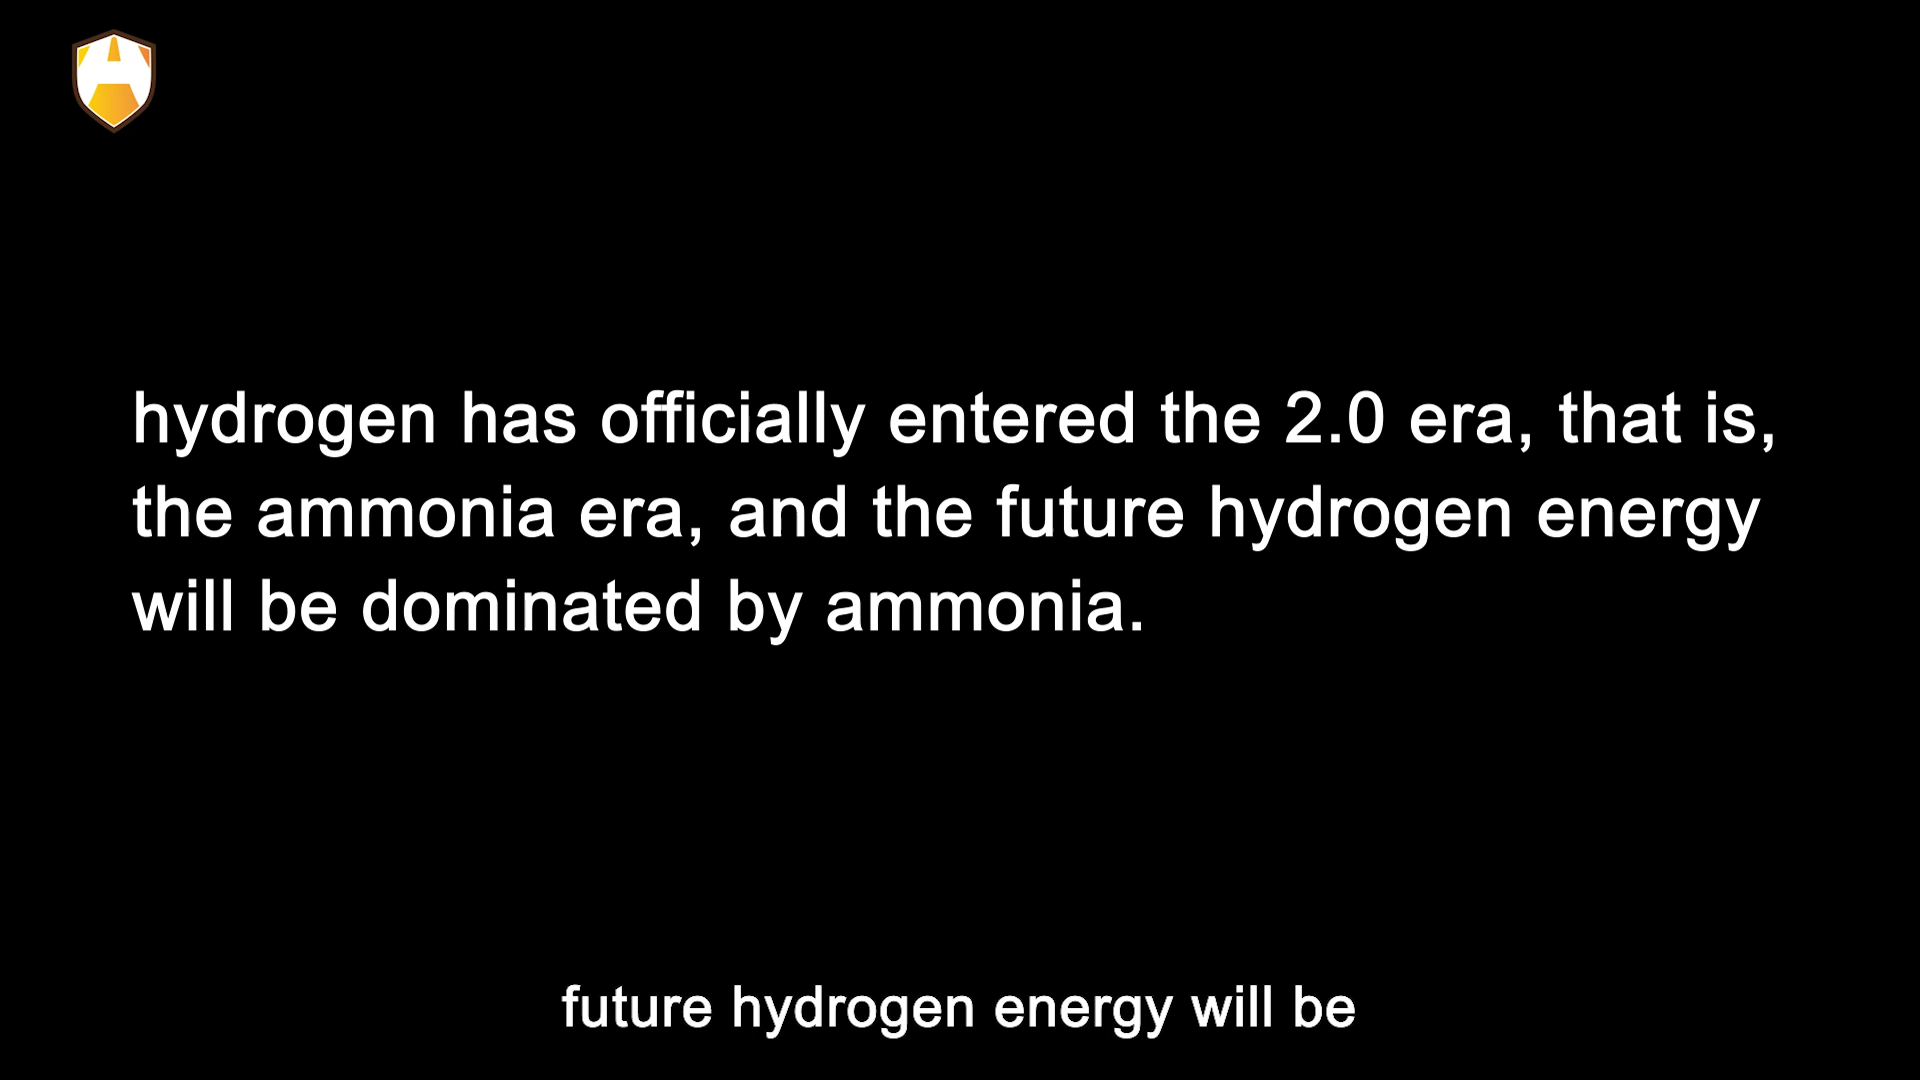 hydrogen has officially entered the 2.0 era, that is,
the ammonia era, and the future hydrogen energy
will be dominated by ammonia.
future hydrogen energy will be